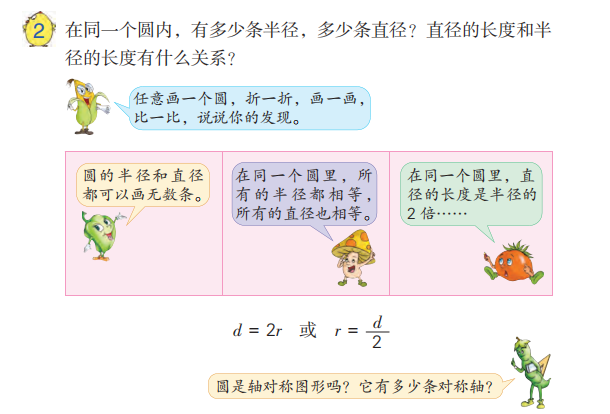 2 在同一个圆内，有多少条半径，多少条直径？直径的长度和半
径的长度有什么关系？
任意画一个圆，折一折，画一画，
比一比，说说你的发现。
圆的半径和直径
都可以画无数条。
在同一个圆里，所
有的半径都相等，
所有的直径也相等。
在同一个圆里，直
径的长度是半径的
2 倍……
d = 2r 或 r = d/2
圆是轴对称图形吗？它有多少条对称轴？